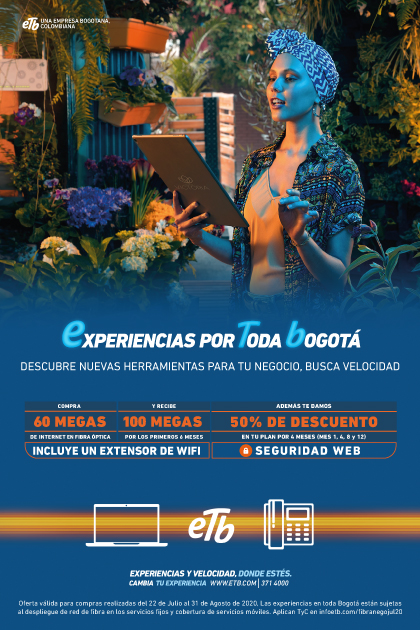 eTb UNA EMPRESA BOGOTANA,
COLOMBIANA
eXPERIENCIAS POR TODA bOGOTÁ
DESCUBRE NUEVAS HERRAMIENTAS PARA TU NEGOCIO, BUSCA VELOCIDAD
COMPRA
60 MEGAS
DE INTERNET EN FIBRA ÓPTICA
Y RECIBE
100 MEGAS
POR LOS PRIMEROS 6 MESES
INCLUYE UN EXTENSOR DE WIFI
ADEMÁS TE DAMOS
50% DE DESCUENTO
EN TU PLAN POR 4 MESES (MES 1, 4, 8 y 12)
SEGURIDAD WEB
eTb
EXPERIENCIAS Y VELOCIDAD, DONDE ESTÉS.
CAMBIA TU EXPERIENCIA WWW.ETB.COM | 371 4000
Oferta válida para compras realizadas del 22 de Julio al 31 de Agosto de 2020, Las experiencias en toda Bogotá están sujetas
al despliegue de red de fibra en los servicios fijos y cobertura de servicios móviles. Aplican TyC en infoetb.com/fibranegojul20